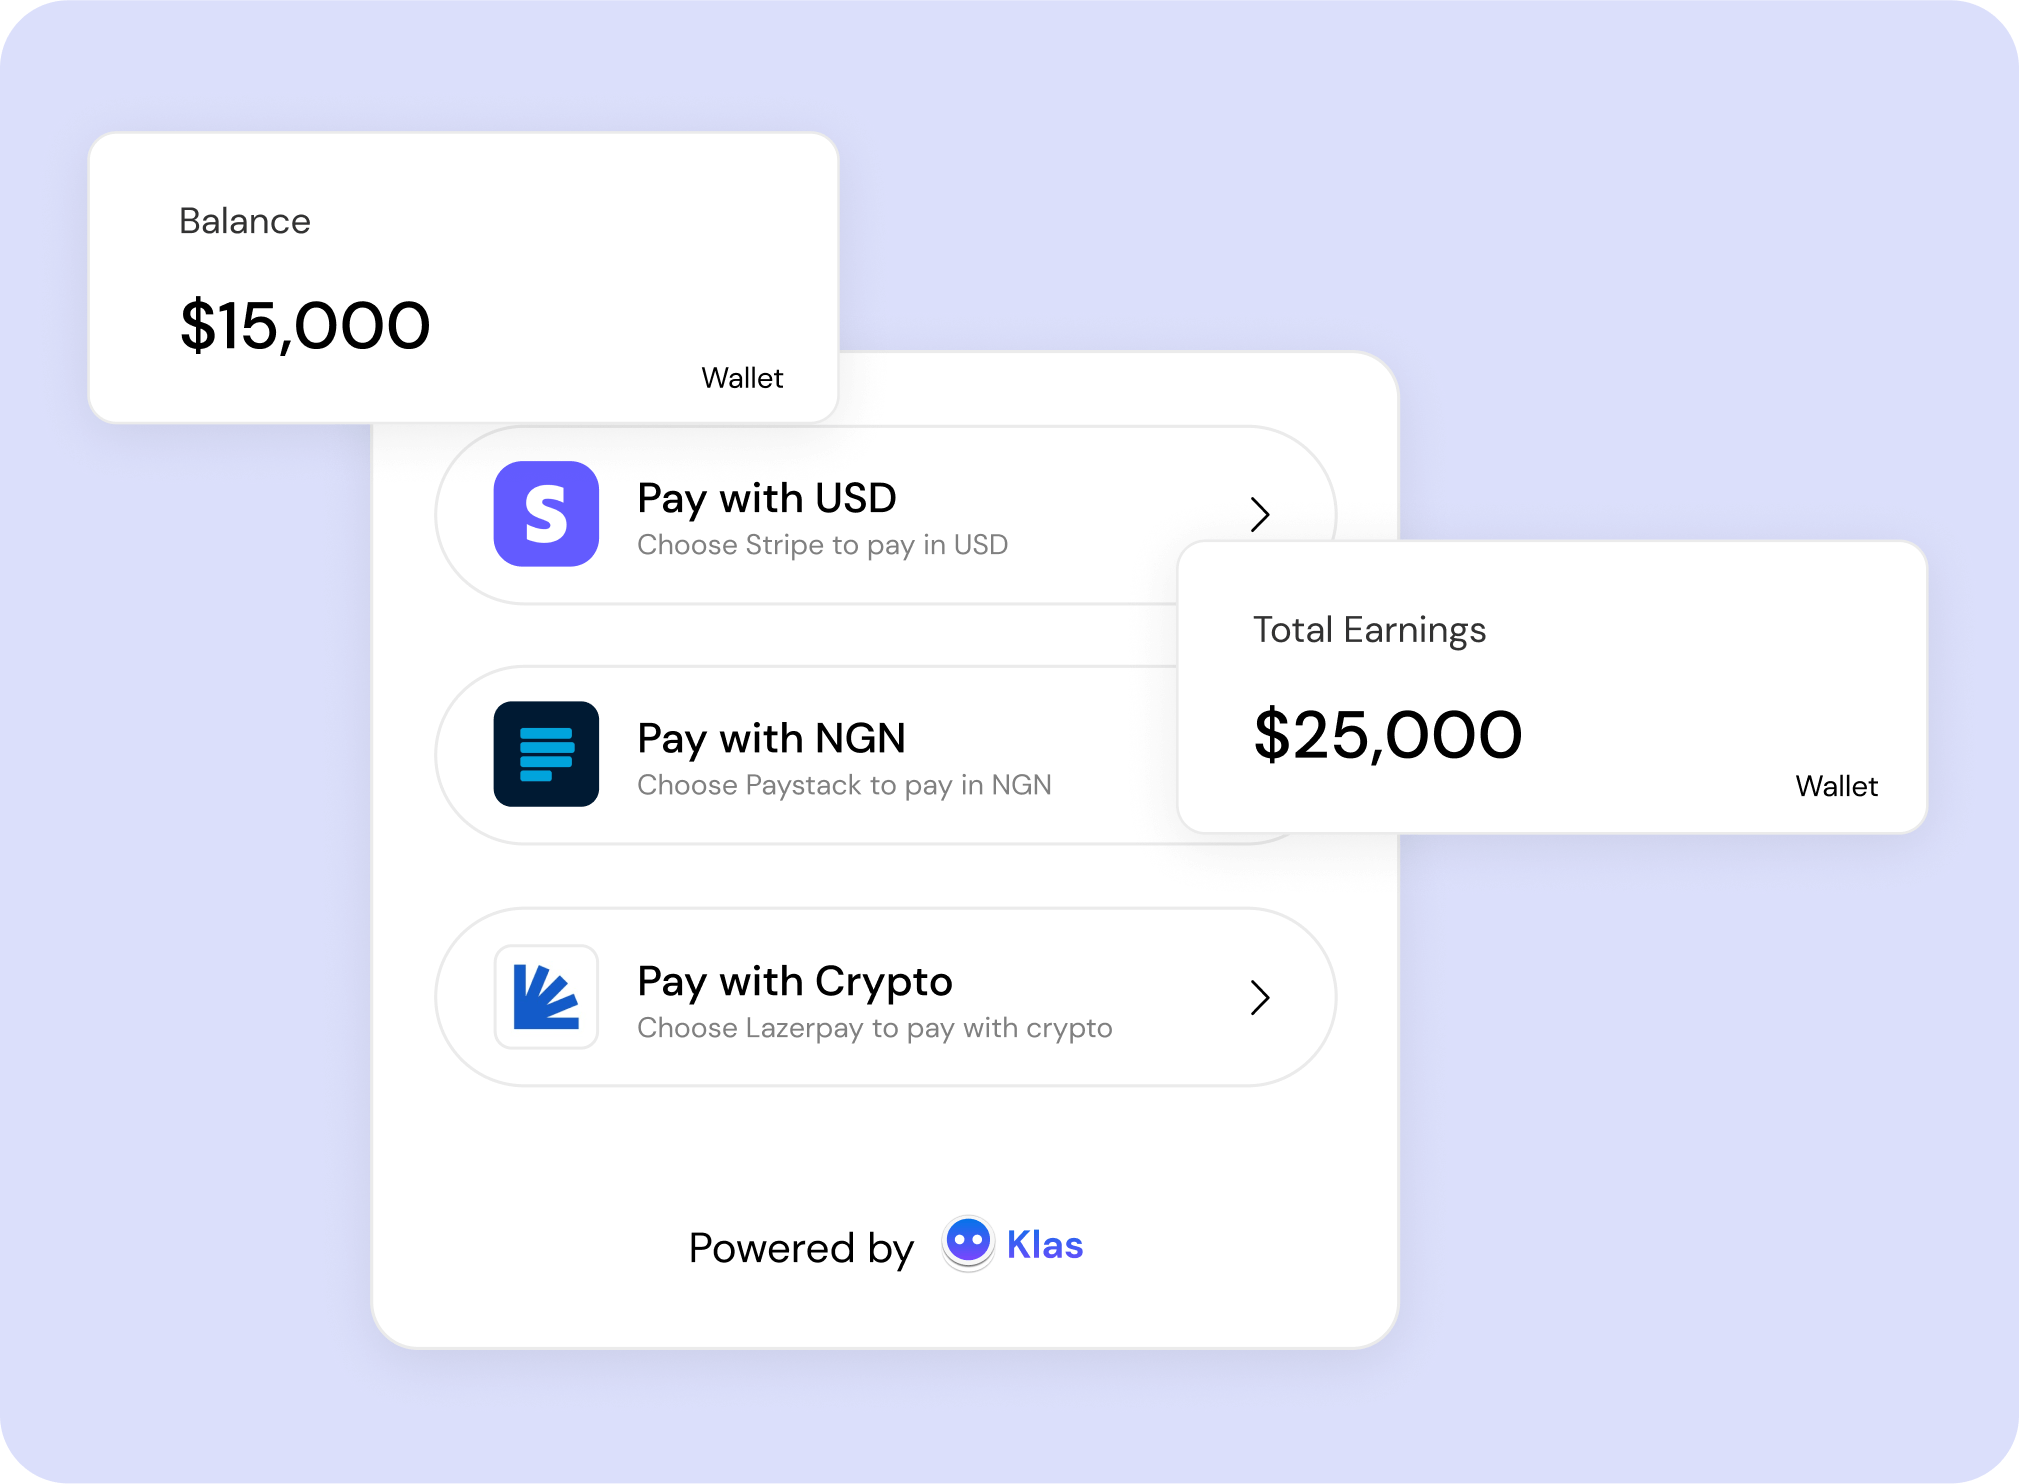 Balance
$15,000
Wallet
Pay with USD
Choose Stripe to pay in USD
Total Earnings
$25,000
Wallet
Pay with NGN
Choose Paystack to pay in NGN
Pay with Crypto
Choose Lazerpay to pay with crypto
Powered by Klas